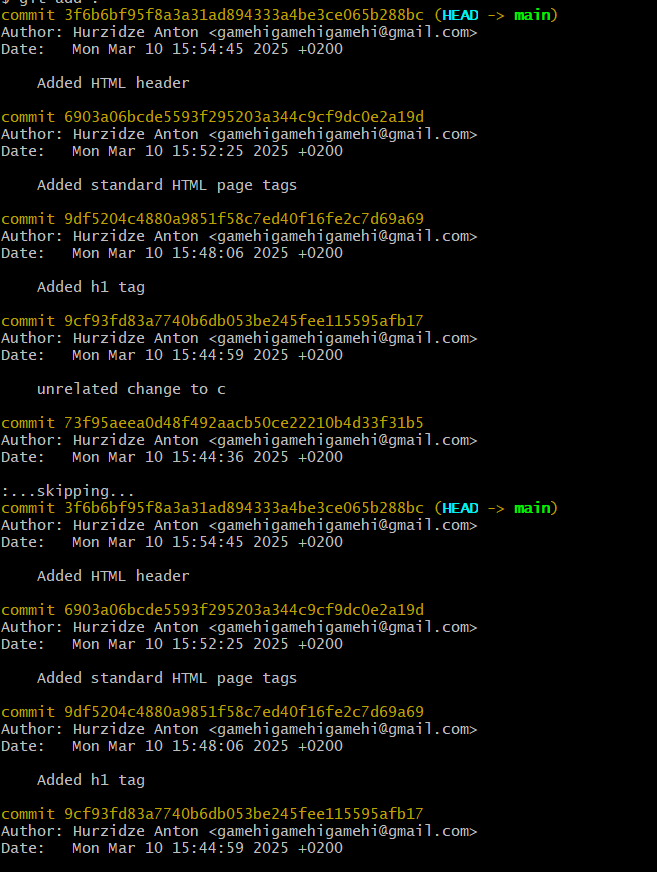 $ git add .
commit 3f6b6bf95f8a3a31ad894333a4be3ce065b288bc (HEAD -> main)
Author: Hurzidze Anton <gamehigamehigamehi@gmail.com>
Date:   Mon Mar 10 15:54:45 2025 +0200

    Added HTML header

commit 6903a06bcde5593f295203a344c9cf9dc0e2a19d
Author: Hurzidze Anton <gamehigamehigamehi@gmail.com>
Date:   Mon Mar 10 15:52:25 2025 +0200

    Added standard HTML page tags

commit 9df5204c4880a9851f58c7ed40f16fe2c7d69a69
Author: Hurzidze Anton <gamehigamehigamehi@gmail.com>
Date:   Mon Mar 10 15:48:06 2025 +0200

    Added h1 tag

commit 9cf93fd83a7740b6db053be245fee115595afb17
Author: Hurzidze Anton <gamehigamehigamehi@gmail.com>
Date:   Mon Mar 10 15:44:59 2025 +0200

    unrelated change to c

commit 73f95aeea0d48f492aacb50ce22210b4d33f31b5
Author: Hurzidze Anton <gamehigamehigamehi@gmail.com>
Date:   Mon Mar 10 15:44:36 2025 +0200

:...skipping...
commit 3f6b6bf95f8a3a31ad894333a4be3ce065b288bc (HEAD -> main)
Author: Hurzidze Anton <gamehigamehigamehi@gmail.com>
Date:   Mon Mar 10 15:54:45 2025 +0200

    Added HTML header

commit 6903a06bcde5593f295203a344c9cf9dc0e2a19d
Author: Hurzidze Anton <gamehigamehigamehi@gmail.com>
Date:   Mon Mar 10 15:52:25 2025 +0200

    Added standard HTML page tags

commit 9df5204c4880a9851f58c7ed40f16fe2c7d69a69
Author: Hurzidze Anton <gamehigamehigamehi@gmail.com>
Date:   Mon Mar 10 15:48:06 2025 +0200

    Added h1 tag

commit 9cf93fd83a7740b6db053be245fee115595afb17
Author: Hurzidze Anton <gamehigamehigamehi@gmail.com>
Date:   Mon Mar 10 15:44:59 2025 +0200